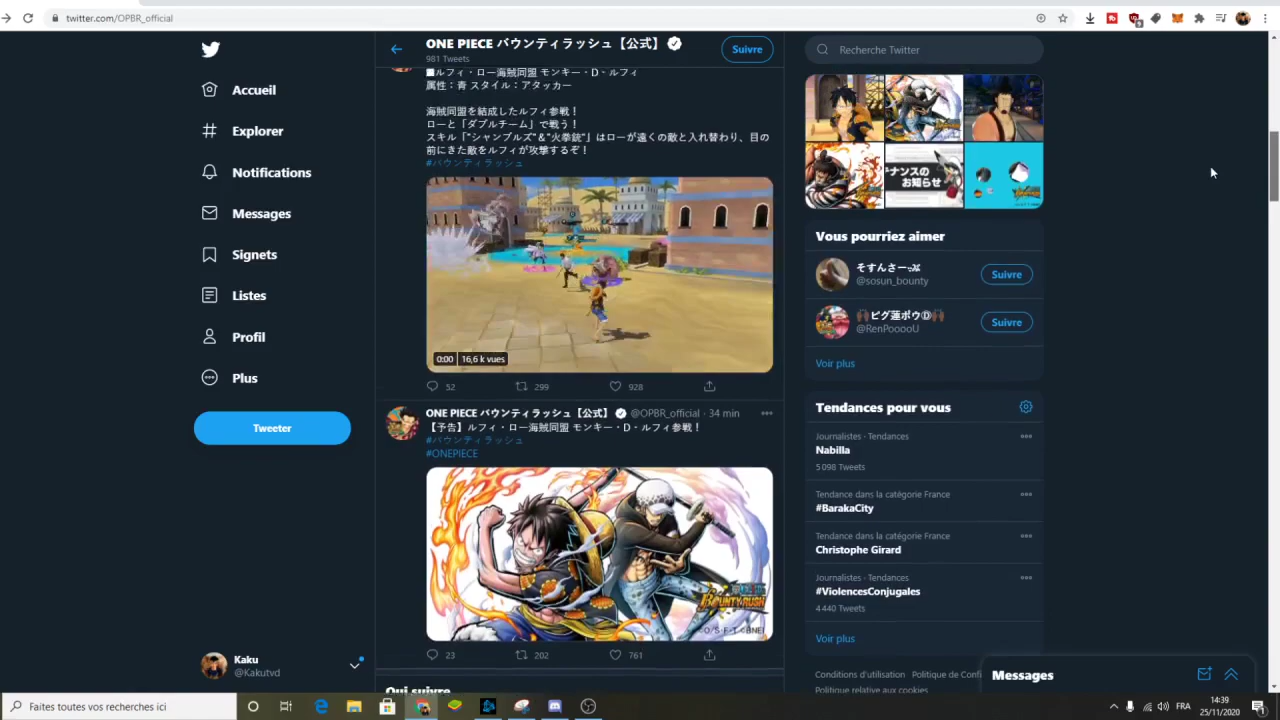 twitter.com/OPBR_official
ONE PIECE バウンティラッシュ【公式】
981 Tweets
Suivre
Recherche Twitter
Accueil
Explorer
Notifications
Messages
Signets
Listes
Profil
Plus
Tweeter
Kaku
@Kakutvd
■ルフィ・ロー海賊同盟 モンキー・D・ルフィ
属性：青 スタイル：アタッカー
海賊同盟を結成したルフィ参戦！
ローと「ダブルチーム」で戦う！
スキル「"シャンブルズ"&"火拳銃"」はローが遠くの敵と入れ替わり、目の
前にきた敵をルフィが攻撃するぞ！
#バウンティラッシュ
0:00 16,6 k vues
52 299 928
ONE PIECE バウンティラッシュ【公式】 @OPBR_official · 34 min
【予告】ルフィ・ロー海賊同盟 モンキー・D・ルフィ参戦！
#バウンティラッシュ
#ONEPIECE
BOUNTYRUSH
©O/S・F・T ©BNEI
23 202 761
Qui suivre
ナンスの
お知らせ
Vous pourriez aimer
@sosun_bounty
Suivre
@RenPooooU
Suivre
Voir plus
Tendances pour vous
Journalistes · Tendances
Nabilla
5 098 Tweets
Tendance dans la catégorie France
#BarakaCity
Tendance dans la catégorie France
Christophe Girard
Journalistes · Tendances
#ViolencesConjugales
4 440 Tweets
Voir plus
Conditions d'utilisation Politique de Confi
Politique relative aux cookies
Messages
Faites toutes vos recherches ici
FRA
14:39
25/11/2020